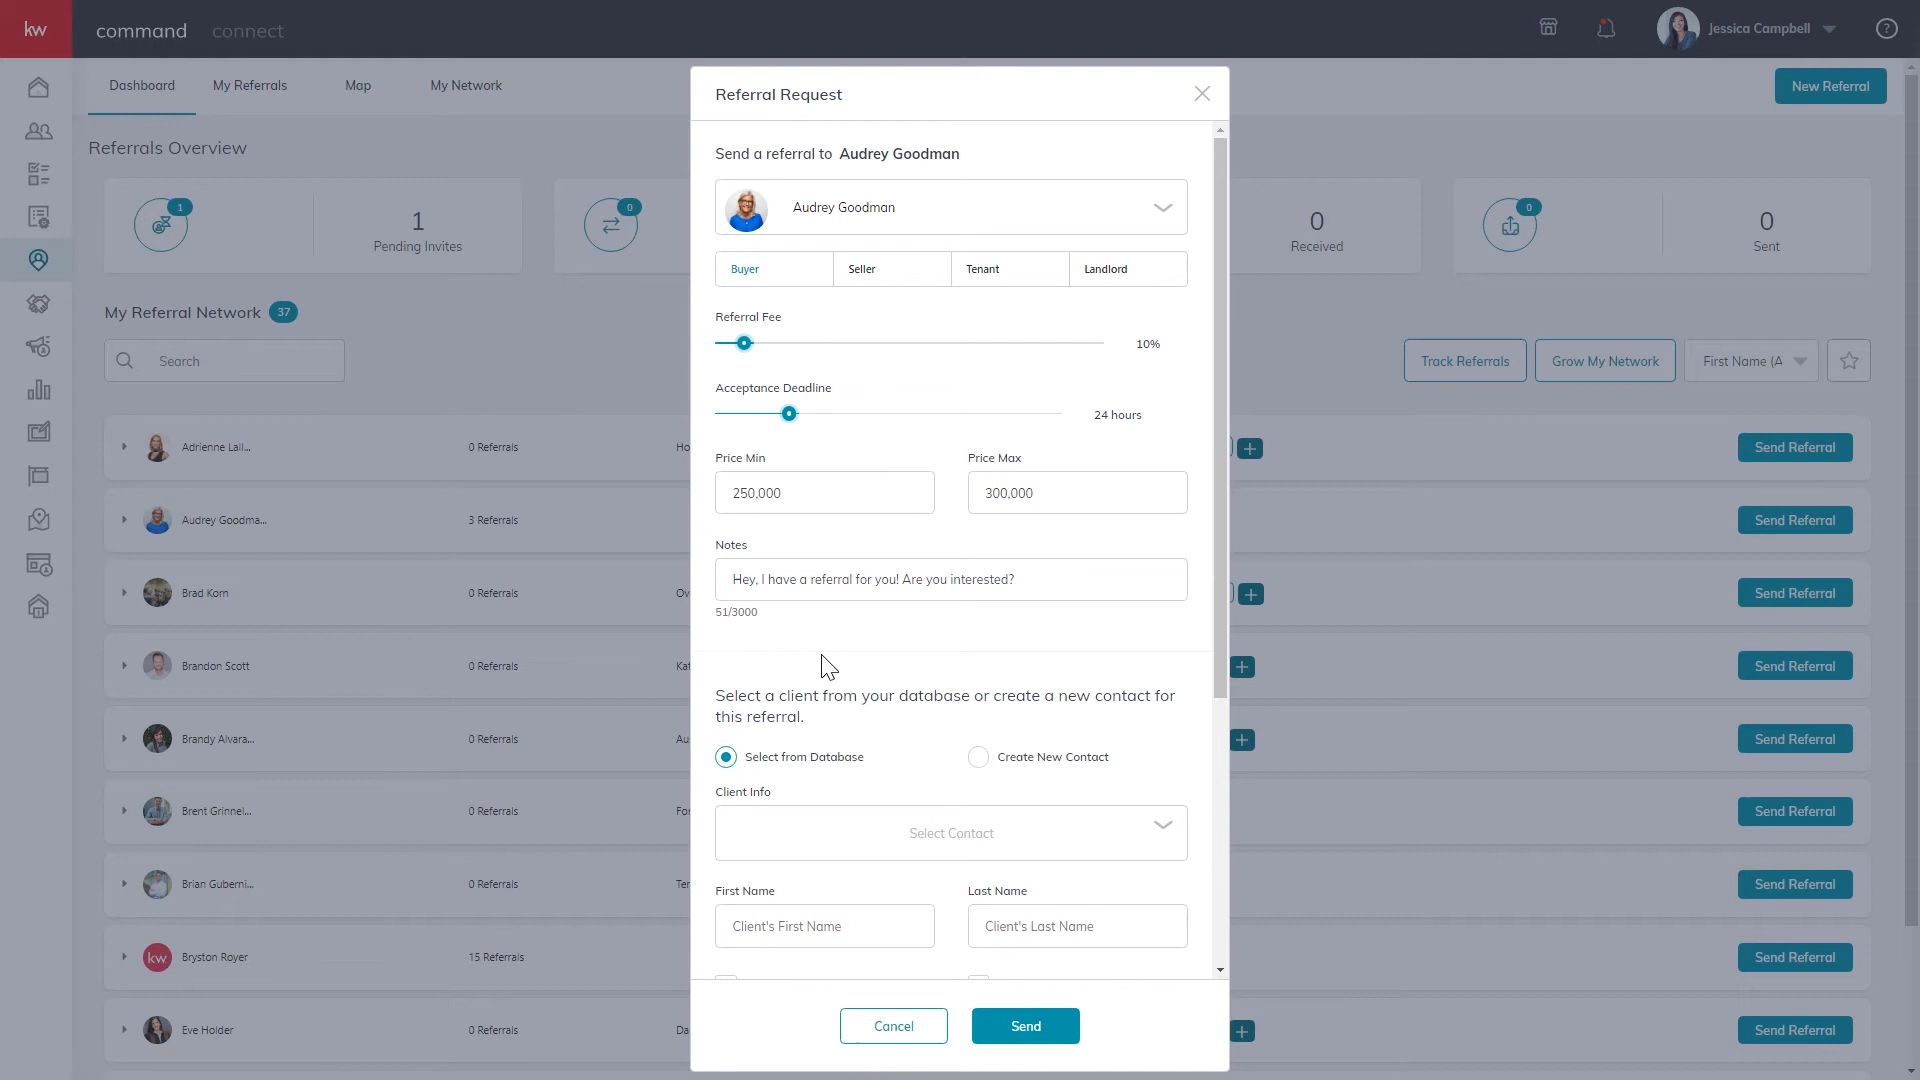 kw
command
connect
Jessica Campbell
?
Dashboard
My Referrals
Map
My Network
New Referral
Referrals Overview
1
1
Pending Invites
0
0
Received
0
0
Sent
My Referral Network 37
Search
Track Referrals
Grow My Network
First Name (A
Adrienne Lall...
0 Referrals
Ho
Send Referral
Audrey Goodma...
3 Referrals
Send Referral
Brad Korn
0 Referrals
Ov
Send Referral
Brandon Scott
0 Referrals
Kat
Send Referral
Brandy Alvara...
0 Referrals
Au
Send Referral
Brent Grinnel...
0 Referrals
For
Send Referral
Brian Guberni...
0 Referrals
Ter
Send Referral
kw
Bryston Royer
15 Referrals
Send Referral
Eve Holder
0 Referrals
Da
Send Referral
Referral Request
Send a referral to Audrey Goodman
Audrey Goodman
Buyer
Seller
Tenant
Landlord
Referral Fee
10%
Acceptance Deadline
24 hours
Price Min
Price Max
250,000
300,000
Notes
Hey, I have a referral for you! Are you interested?
51/3000
Select a client from your database or create a new contact for
this referral.
Select from Database
Create New Contact
Client Info
Select Contact
First Name
Last Name
Client's First Name
Client's Last Name
Cancel
Send